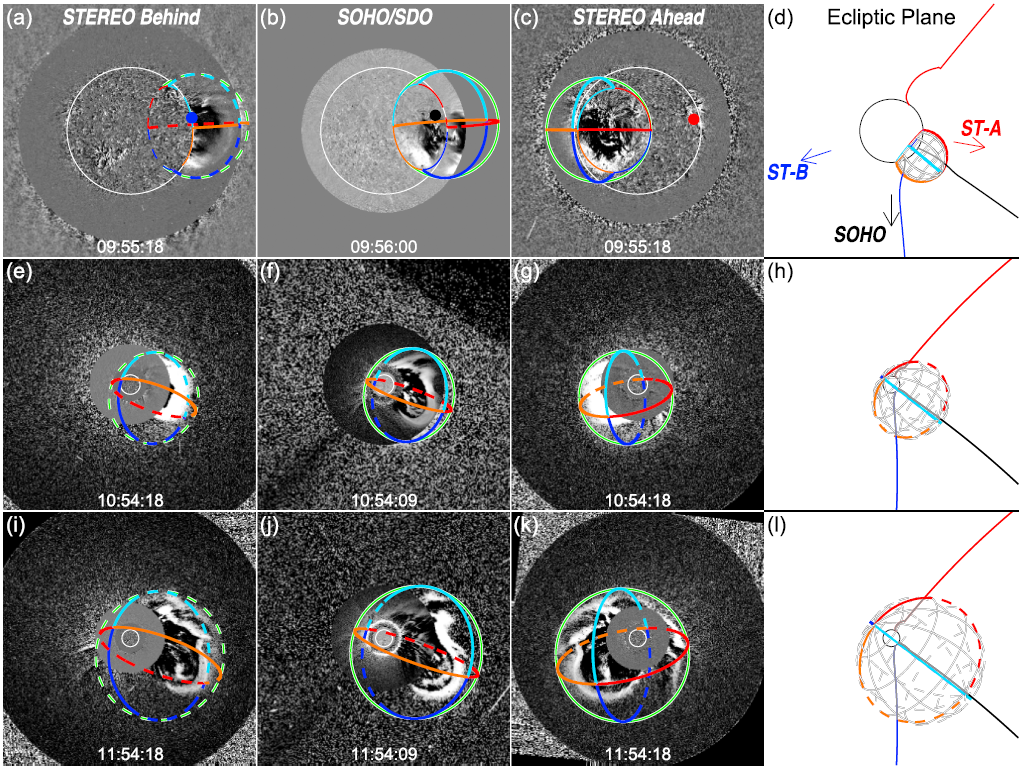 (a) STEREO Behind
09:55:18
(b) SOHO/SDO
09:56:00
(c) STEREO Ahead
09:55:18
(d) Ecliptic Plane
ST-A
ST-B
SOHO
(e)
10:54:18
(f)
10:54:09
(g)
10:54:18
(h)
(i)
11:54:18
(j)
11:54:09
(k)
11:54:18
(l)